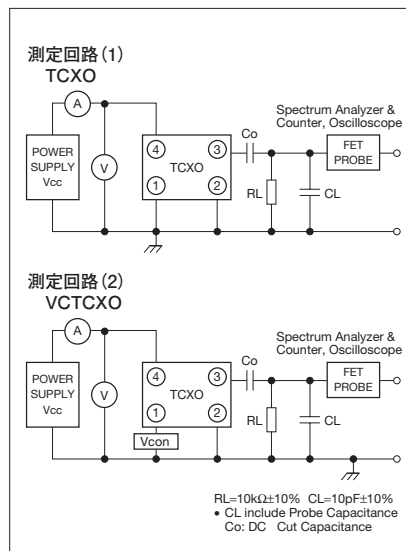 測定回路(1)
TCXO
A
POWER
SUPPLY
Vcc
V
4
3
TCXO
1
2
Co
RL
CL
Spectrum Analyzer &
Counter, Oscilloscope
FET
PROBE
測定回路(2)
VCTCXO
A
POWER
SUPPLY
Vcc
V
4
3
TCXO
1
2
Vcon
Co
RL
CL
Spectrum Analyzer &
Counter, Oscilloscope
FET
PROBE
RL=10kΩ±10% CL=10pF±10%
• CL include Probe Capacitance
Co: DC Cut Capacitance